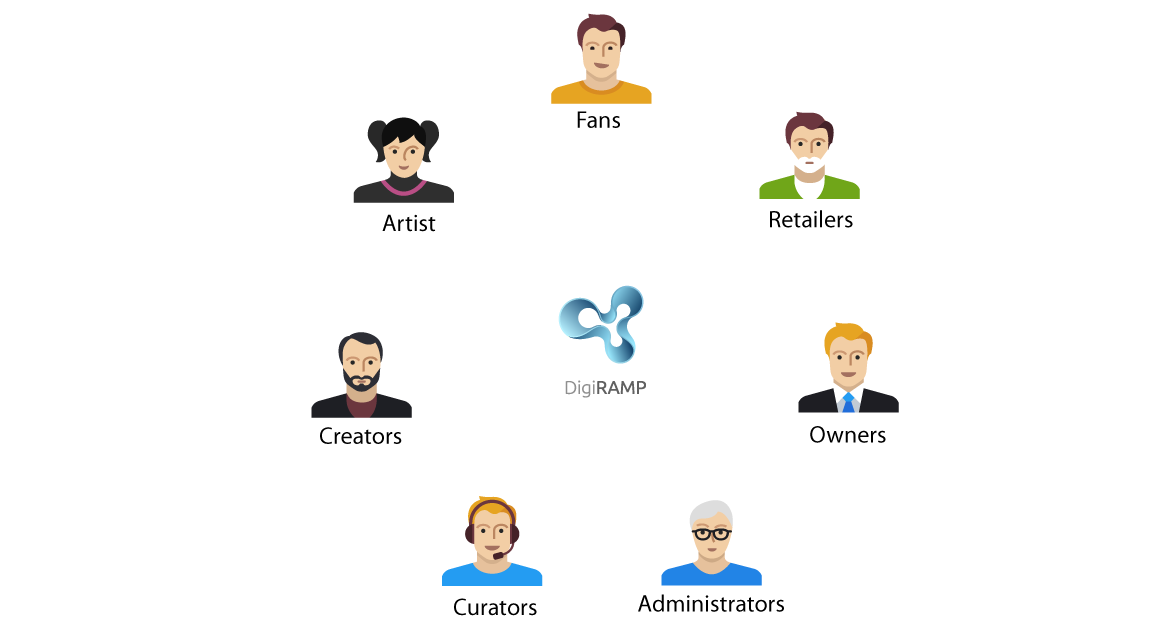 Fans
Artist
Retailers
DigiRAMP
Creators
Owners
Curators
Administrators